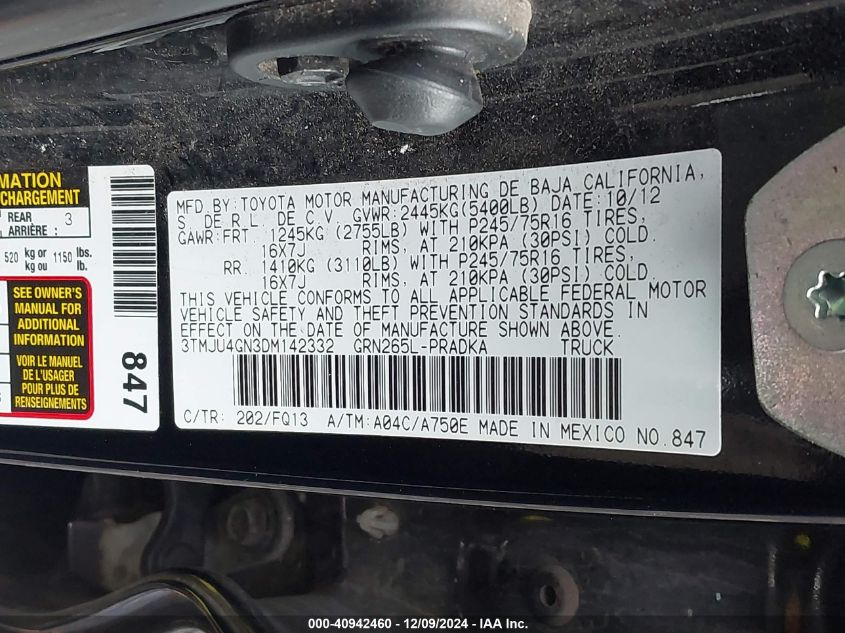 MATION
CHARGEMENT
REAR 3
ARRIÈRE :
520 kg or 1150 lbs.
kg ou lb.
SEE OWNER'S
MANUAL FOR
ADDITIONAL
INFORMATION
VOIR LE MANUEL
DE L'USAGER
POUR PLUS DE
RENSEIGNEMENTS
847
MFD.BY:TOYOTA MOTOR MANUFACTURING DE BAJA CALIFORNIA,
S DE R.L. DE C.V. GVWR:2445KG(5400LB) DATE:10/12
GAWR:FRT. 1245KG (2755LB) WITH P245/75R16 TIRES,
16X7J RIMS, AT 210KPA (30PSI) COLD.
RR. 1410KG (3110LB) WITH P245/75R16 TIRES,
16X7J RIMS, AT 210KPA (30PSI) COLD.
THIS VEHICLE CONFORMS TO ALL APPLICABLE FEDERAL MOTOR
VEHICLE SAFETY AND THEFT PREVENTION STANDARDS IN
EFFECT ON THE DATE OF MANUFACTURE SHOWN ABOVE.
3TMJU4GN3DM142332 GRN265L-PRADKA TRUCK
C/TR: 202/FQ13 A/TM:A04C/A750E MADE IN MEXICO NO.847
000-40942460 - 12/09/2024 - IAA Inc.